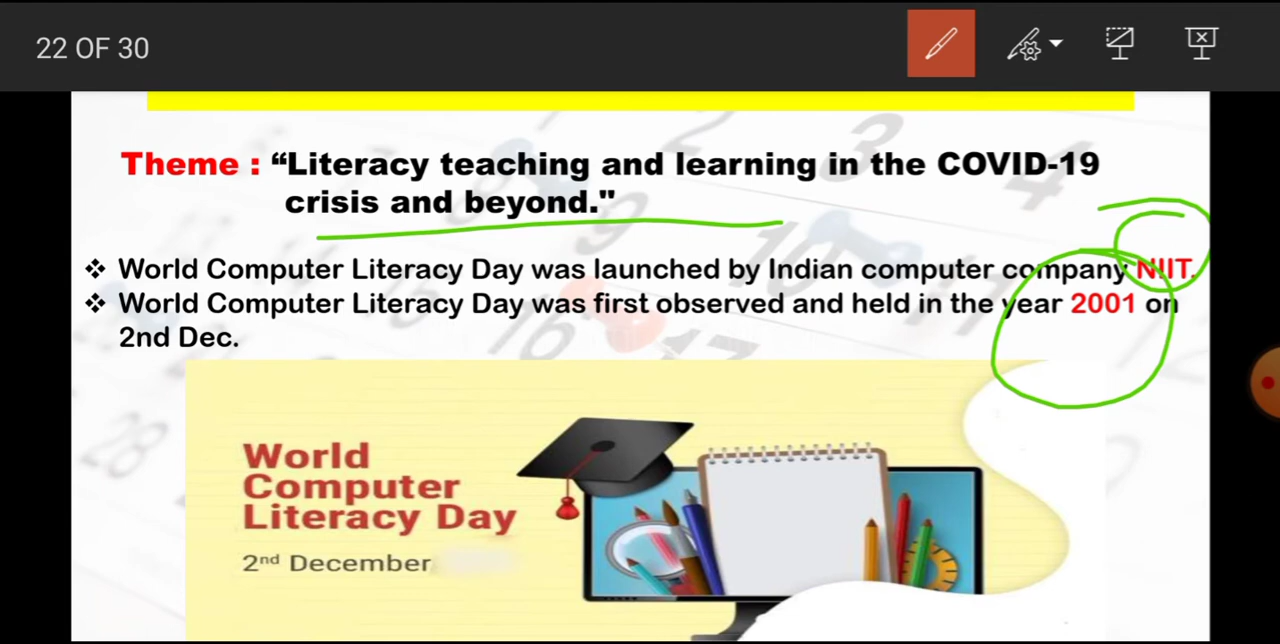 22 OF 30
Theme : “Literacy teaching and learning in the COVID-19
crisis and beyond."
❖ World Computer Literacy Day was launched by Indian computer company NIIT.
❖ World Computer Literacy Day was first observed and held in the year 2001 on
2nd Dec.
World
Computer
Literacy Day
2nd December